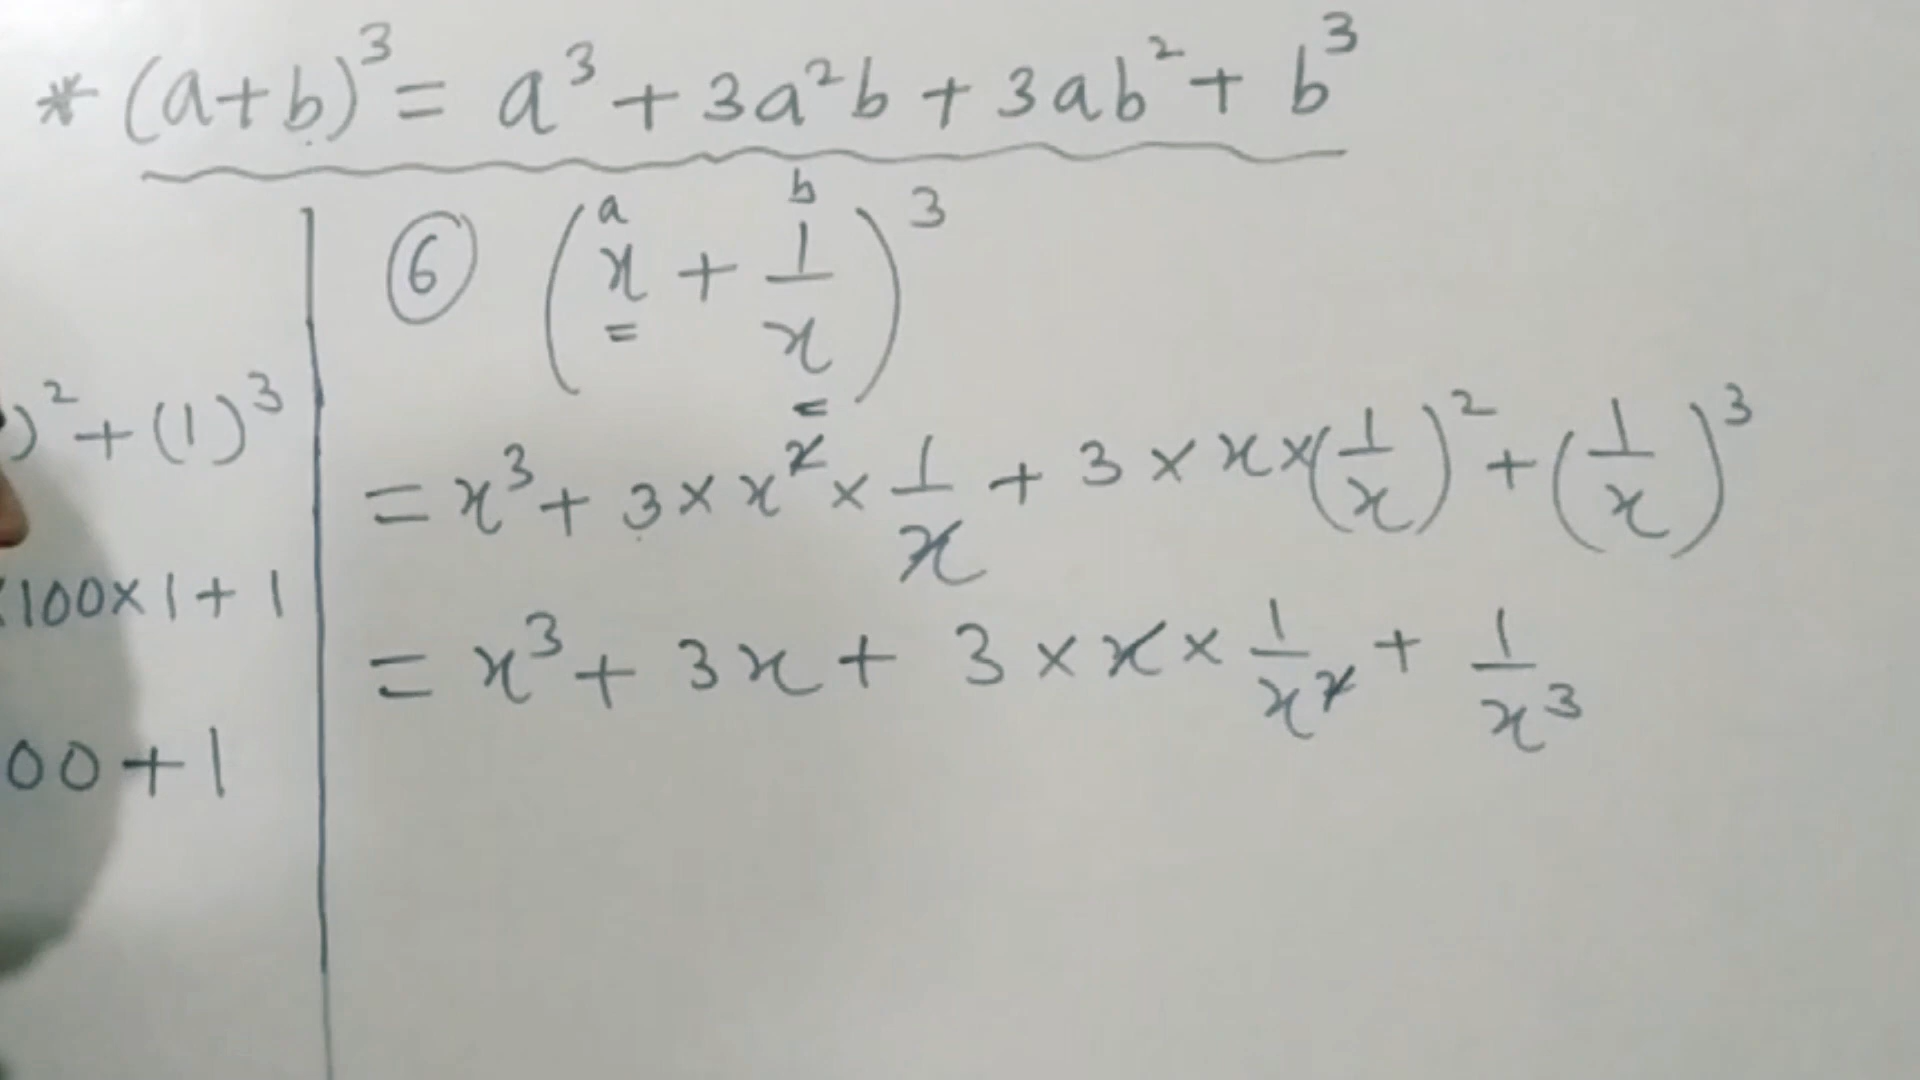 * (a+b)³ = a³ + 3a²b + 3ab² + b³
)² + (1)³
100×1+1
00+1
a b
⑥ (x + 1/x)³
= x³ + 3 × x² × 1/x + 3 × x × (1/x)² + (1/x)³
= x³ + 3x + 3 × x × 1/x² + 1/x³